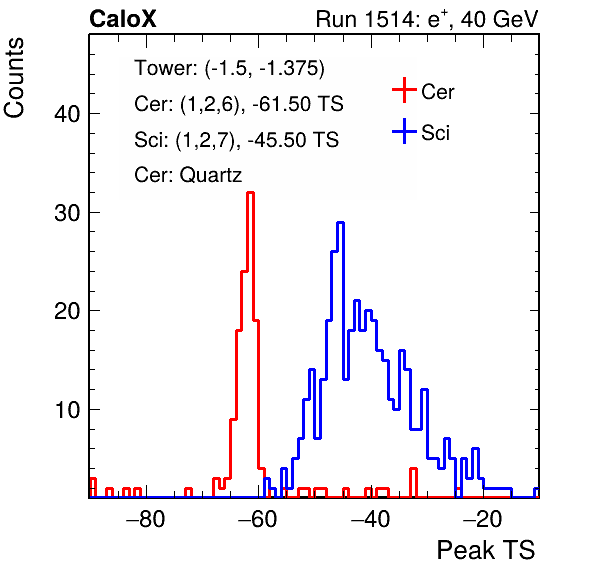 CaloX Run 1514: e⁺, 40 GeV
Counts
Tower: (-1.5, -1.375)
Cer: (1,2,6), -61.50 TS
Sci: (1,2,7), -45.50 TS
Cer: Quartz
Cer
Sci
40
30
20
10
−80 −60 −40 −20
Peak TS